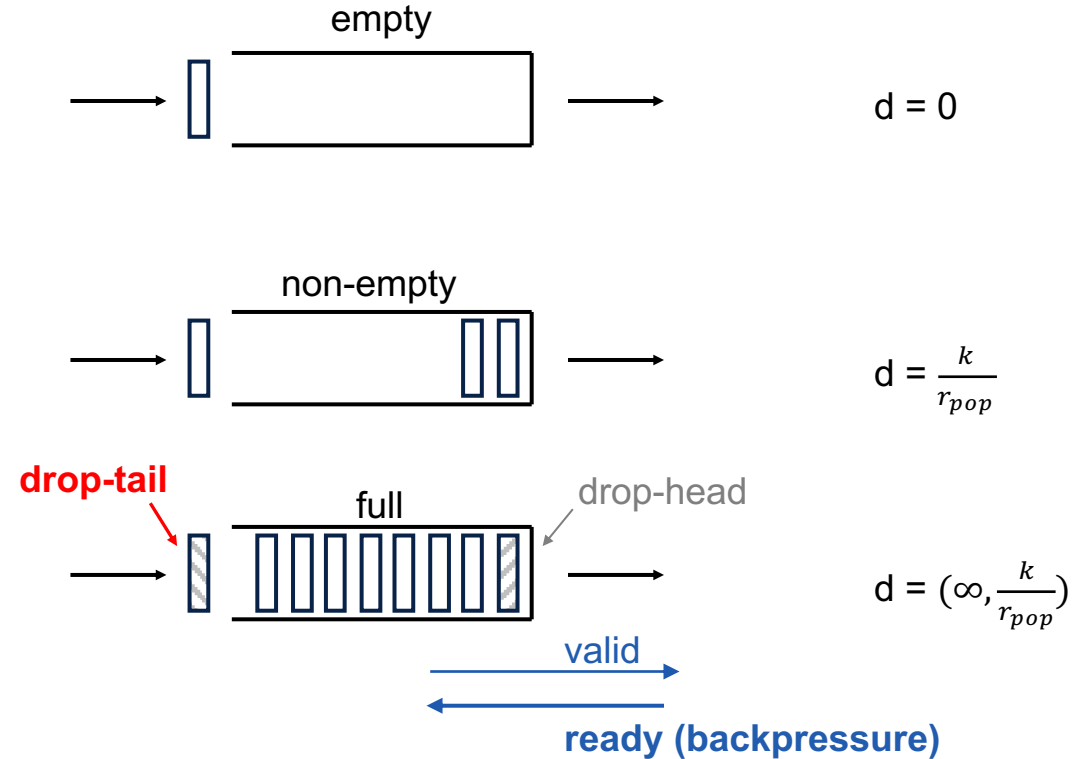 empty
d = 0
non-empty
d = k/r_pop
drop-tail
full
drop-head
d = (∞, k/r_pop)
valid
ready (backpressure)